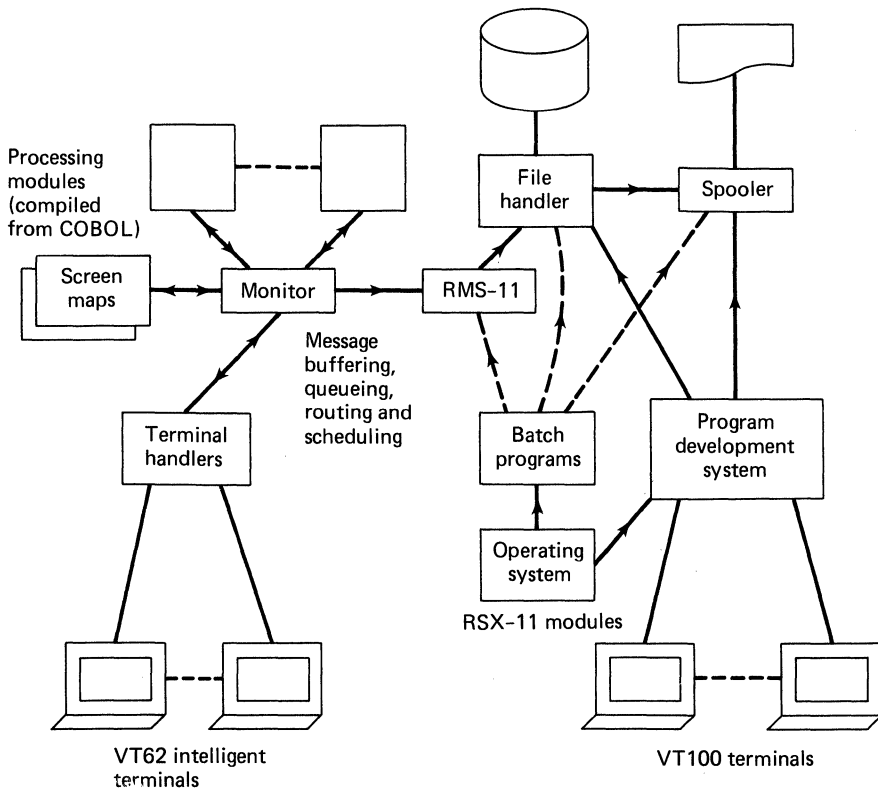 Processing
modules
(compiled
from COBOL)
Screen
maps
Monitor
RMS-11
File
handler
Spooler
Message
buffering,
queueing,
routing and
scheduling
Terminal
handlers
Batch
programs
Program
development
system
Operating
system
RSX-11 modules
VT62 intelligent
terminals
VT100 terminals